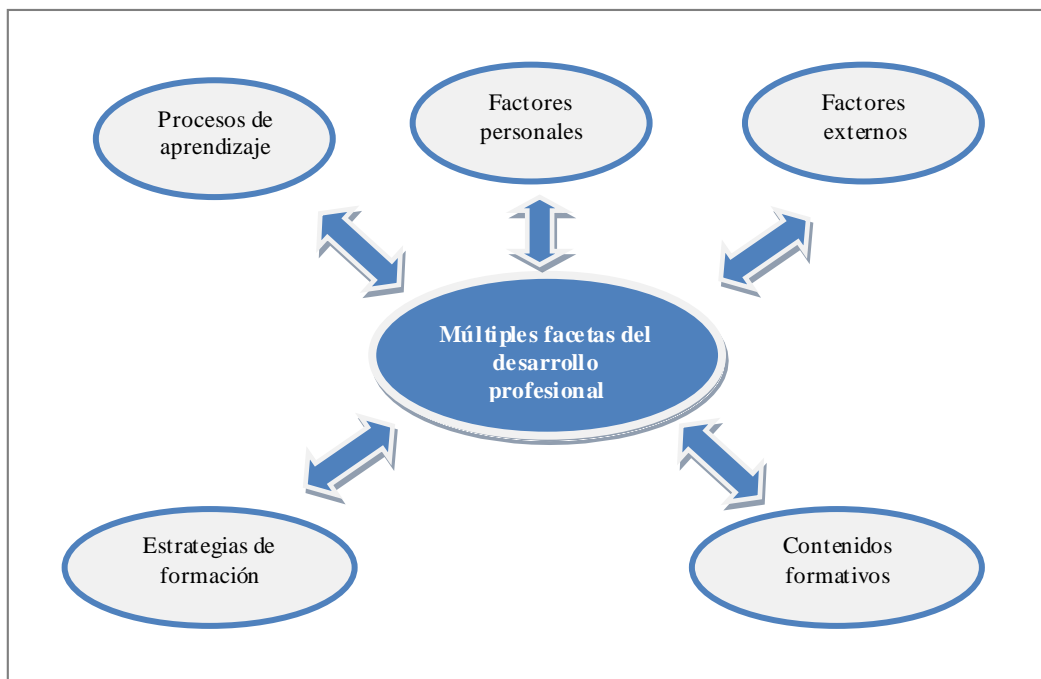 Procesos de
aprendizaje
Factores
personales
Factores
externos
Múltiples facetas del
desarrollo
profesional
Estrategias de
formación
Contenidos
formativos